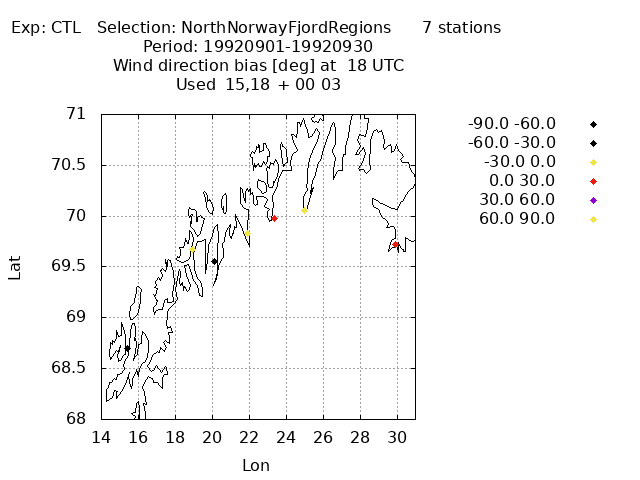 Exp: CTL Selection: NorthNorwayFjordRegions 7 stations
Period: 19920901-19920930
Wind direction bias [deg] at 18 UTC
Used 15,18 + 00 03
-90.0 -60.0
-60.0 -30.0
-30.0 0.0
0.0 30.0
30.0 60.0
60.0 90.0
71
70.5
70
69.5
69
68.5
68
Lat
14 16 18 20 22 24 26 28 30
Lon